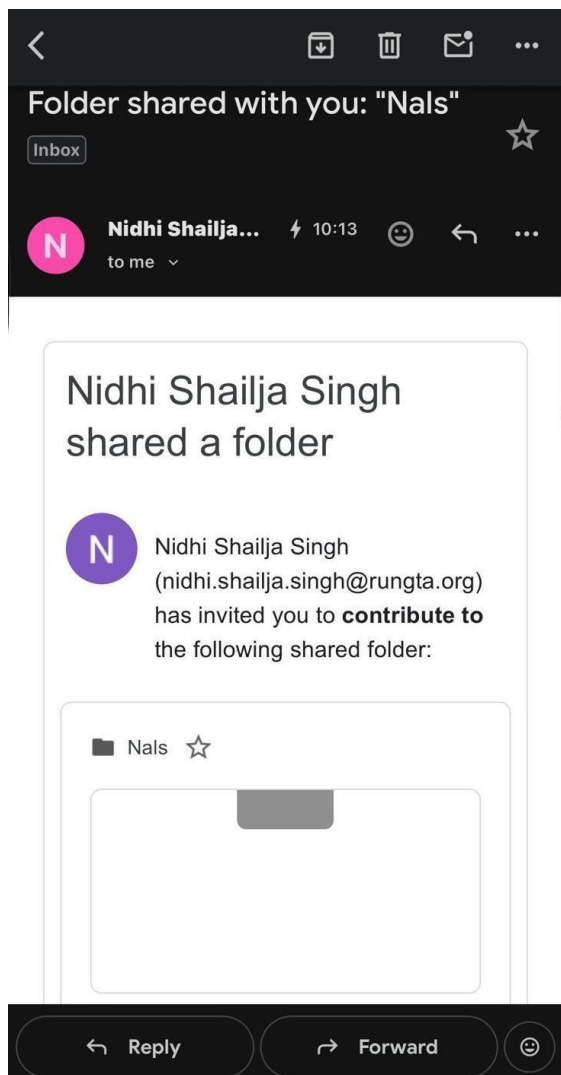 Folder shared with you: "Nals"
Inbox
N
Nidhi Shailja... 10:13
to me
Nidhi Shailja Singh
shared a folder
N
Nidhi Shailja Singh
(nidhi.shailja.singh@rungta.org)
has invited you to contribute to
the following shared folder:
Nals
Reply Forward